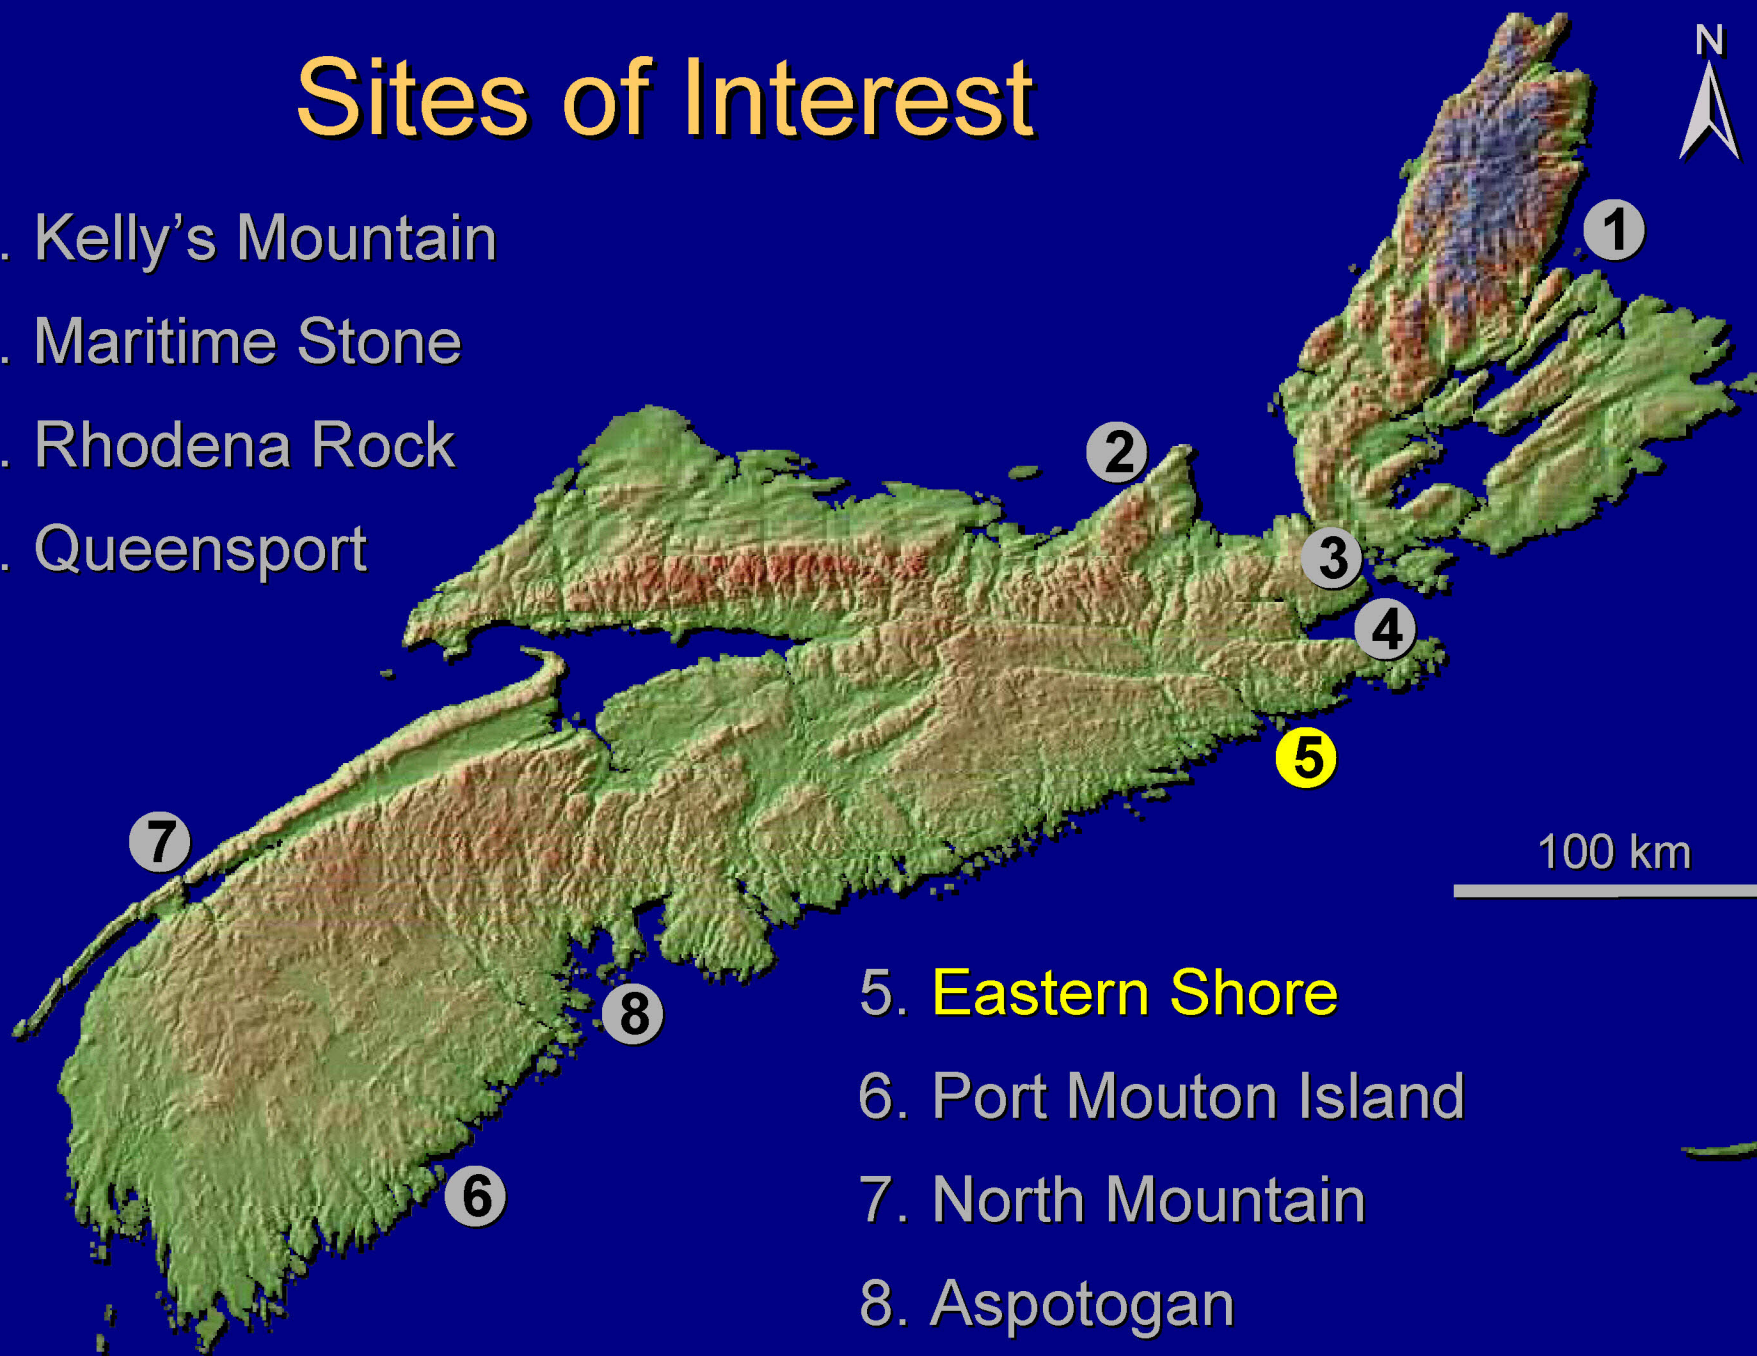 Sites of Interest
N
. Kelly’s Mountain
. Maritime Stone
. Rhodena Rock
. Queensport
1
2
3
4
5
7
100 km
8
6
5. Eastern Shore
6. Port Mouton Island
7. North Mountain
8. Aspotogan